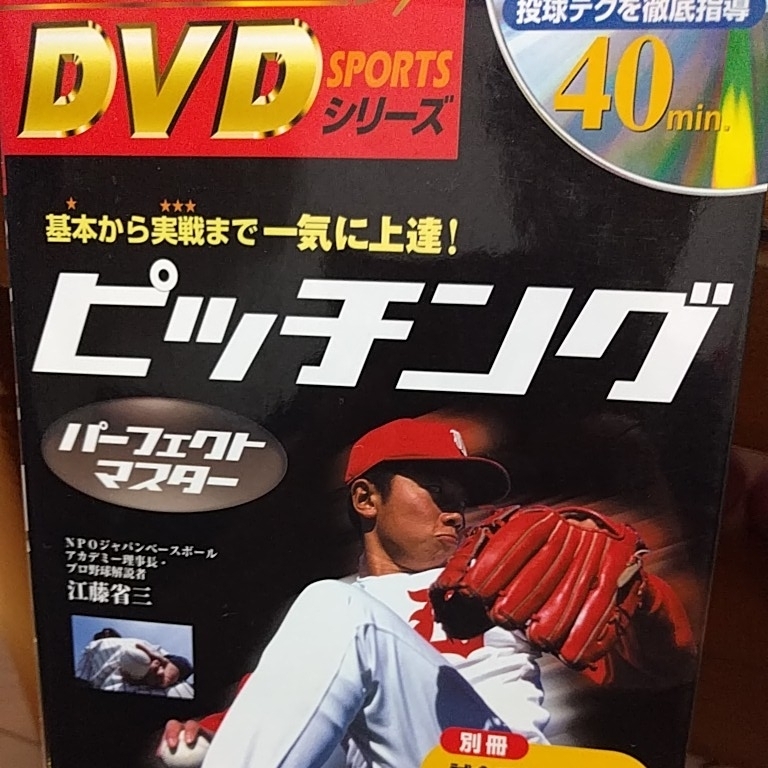 投球テクを徹底指導
40min.
DVD SPORTS
シリーズ
基本から実戦まで一気に上達!
ピッチング
パーフェクト
マスター
NPOジャパンベースボール
アカデミー理事長・
プロ野球解説者
江藤省三
別冊